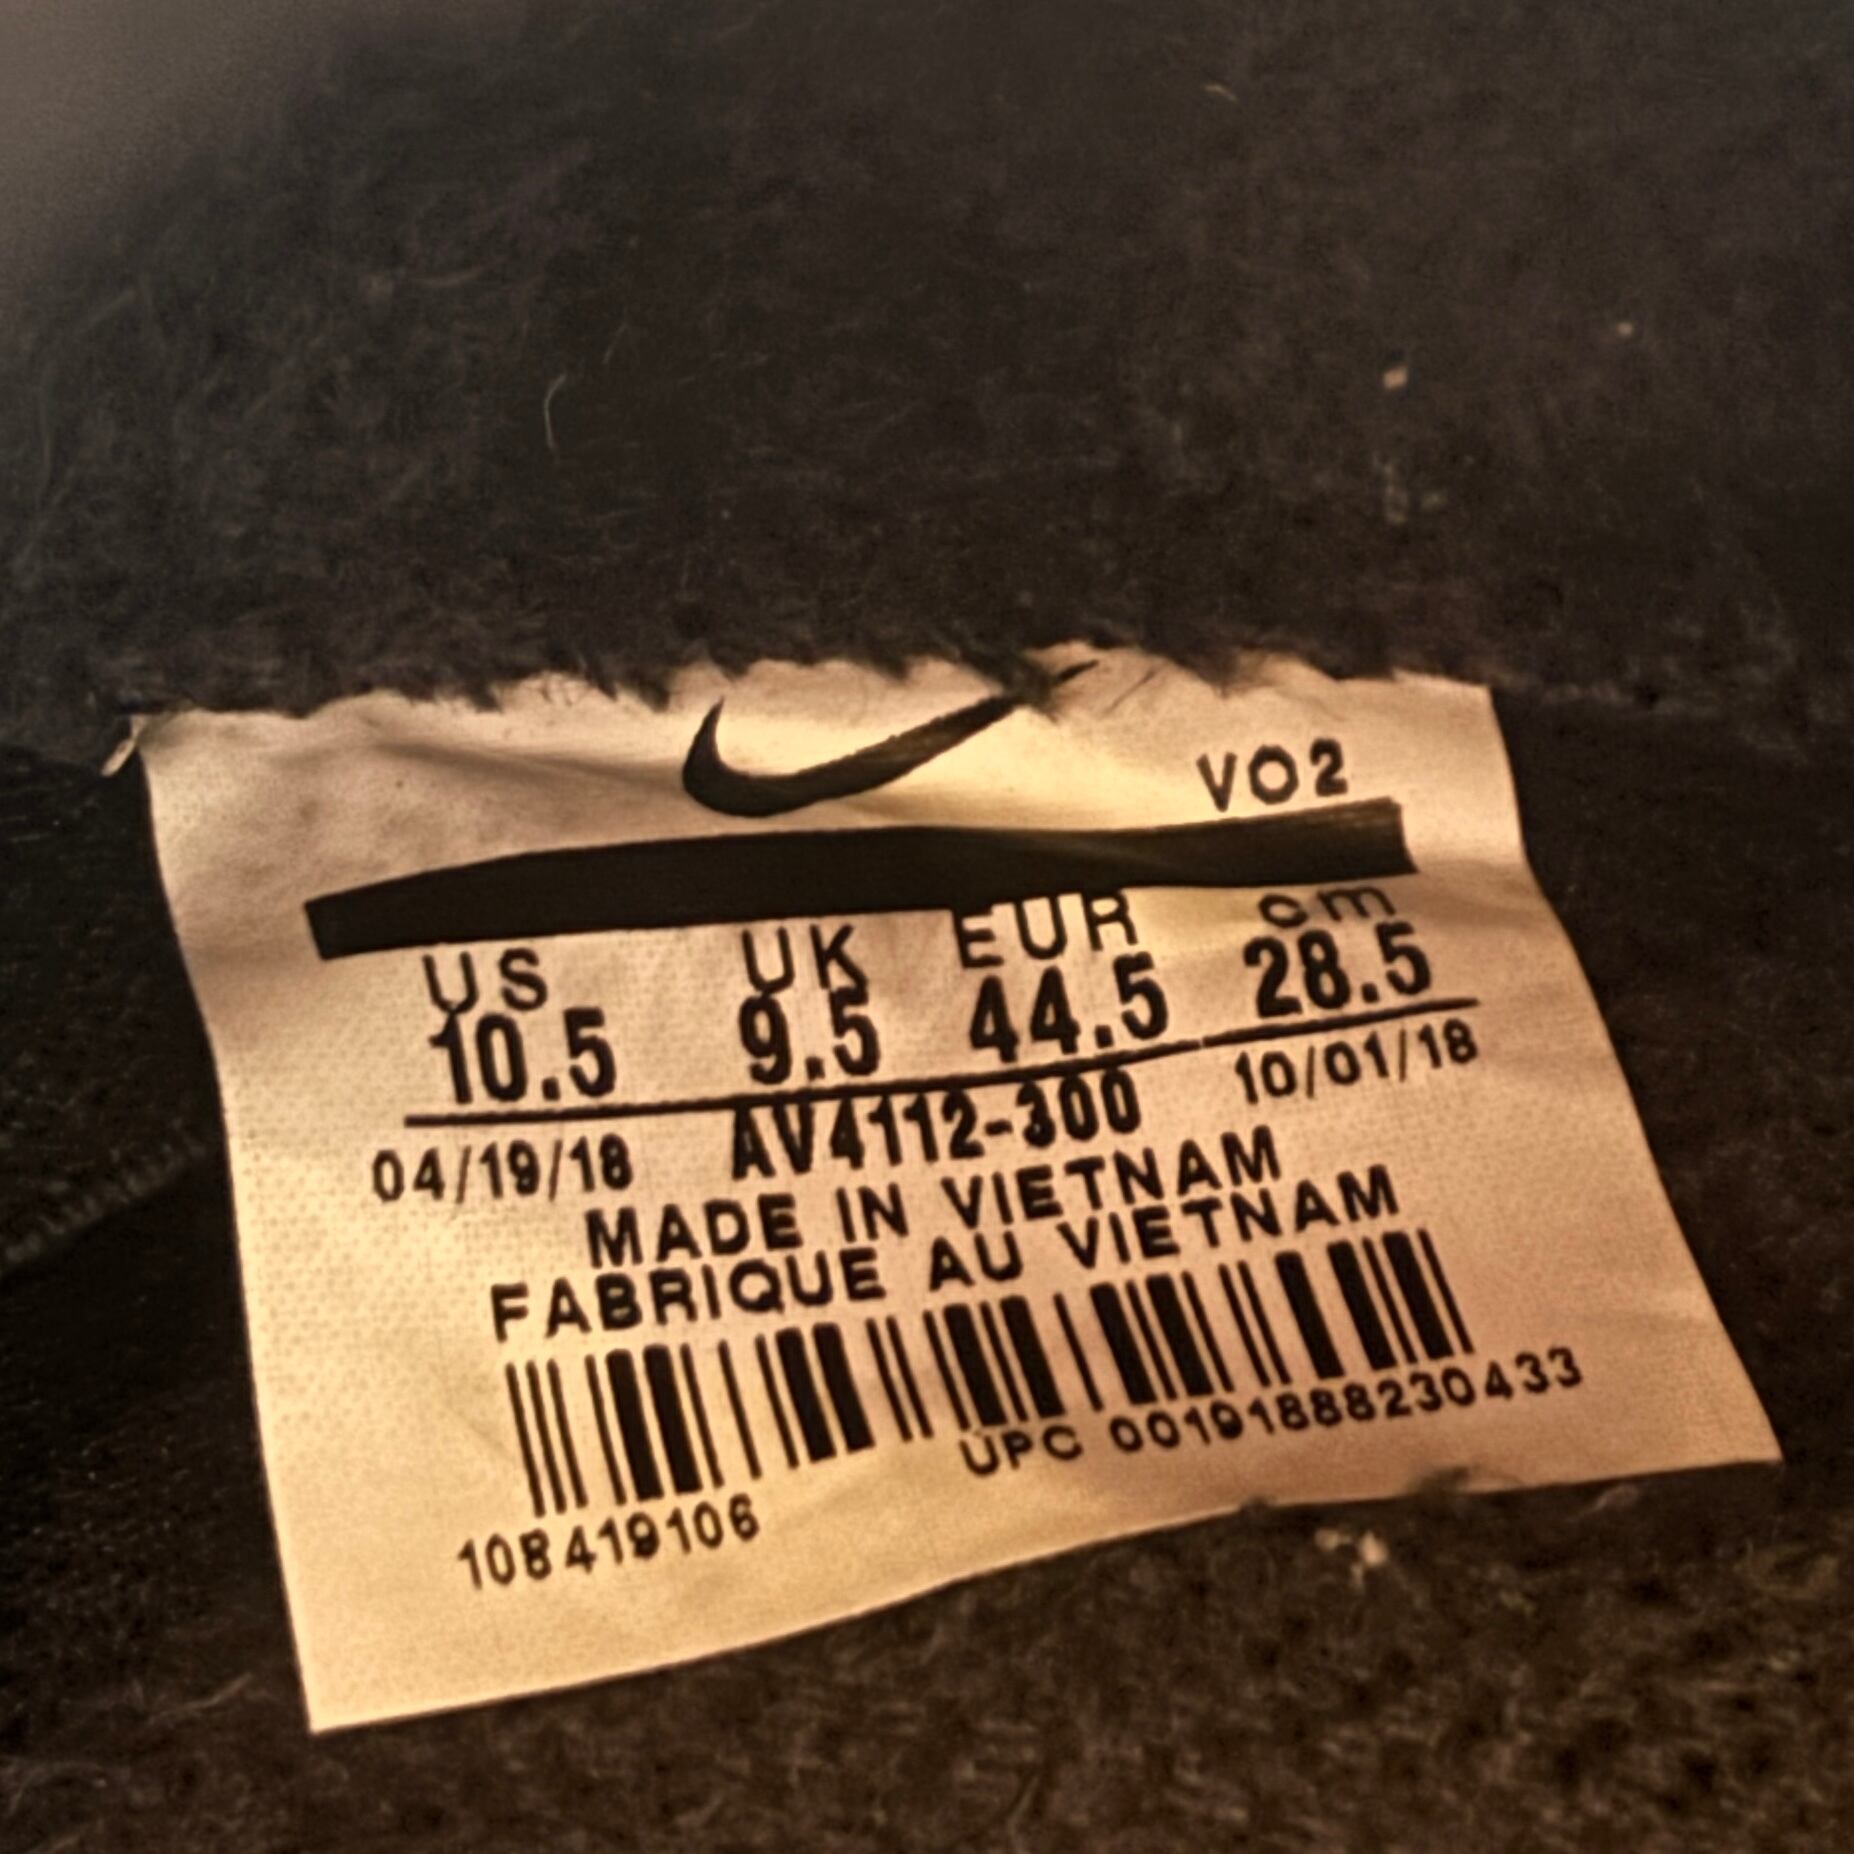 VO2
US UK EUR cm
10.5 9.5 44.5 28.5
04/19/18 AV4112-300 10/01/18
MADE IN VIETNAM
FABRIQUE AU VIETNAM
UPC 00191888230433
108419106